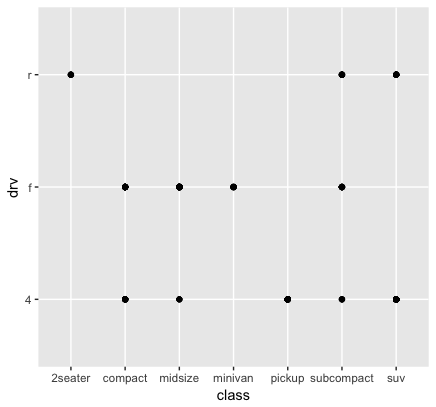 drv
r
f
4
2seater compact midsize minivan pickup subcompact suv
class